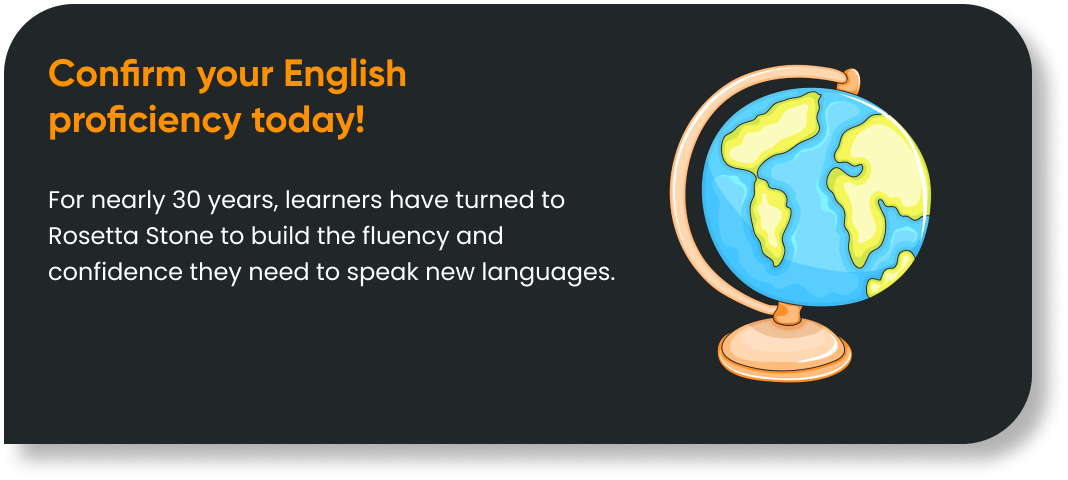 Confirm your English
proficiency today!
For nearly 30 years, learners have turned to
Rosetta Stone to build the fluency and
confidence they need to speak new languages.